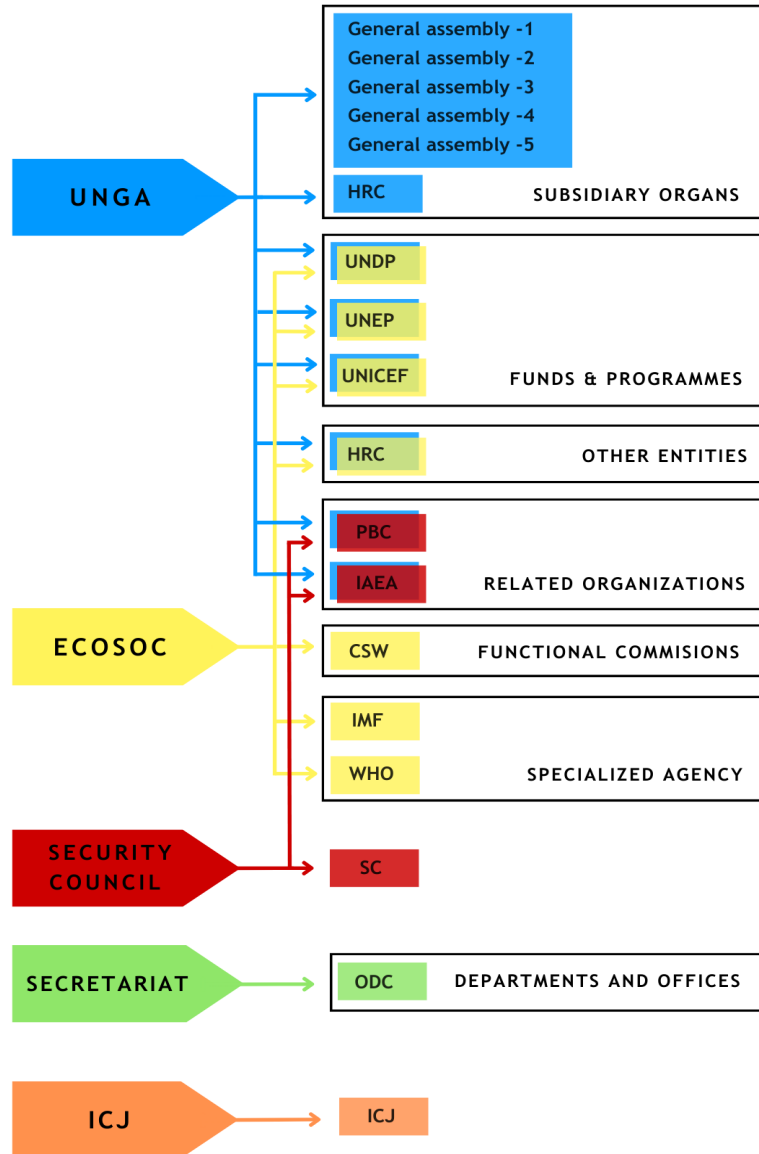 General assembly -1
General assembly -2
General assembly -3
General assembly -4
General assembly -5
UNGA
HRC
SUBSIDIARY ORGANS
UNDP
UNEP
UNICEF
FUNDS & PROGRAMMES
HRC
OTHER ENTITIES
PBC
IAEA
RELATED ORGANIZATIONS
ECOSOC
CSW
FUNCTIONAL COMMISIONS
IMF
WHO
SPECIALIZED AGENCY
SECURITY
COUNCIL
SC
SECRETARIAT
ODC
DEPARTMENTS AND OFFICES
ICJ
ICJ